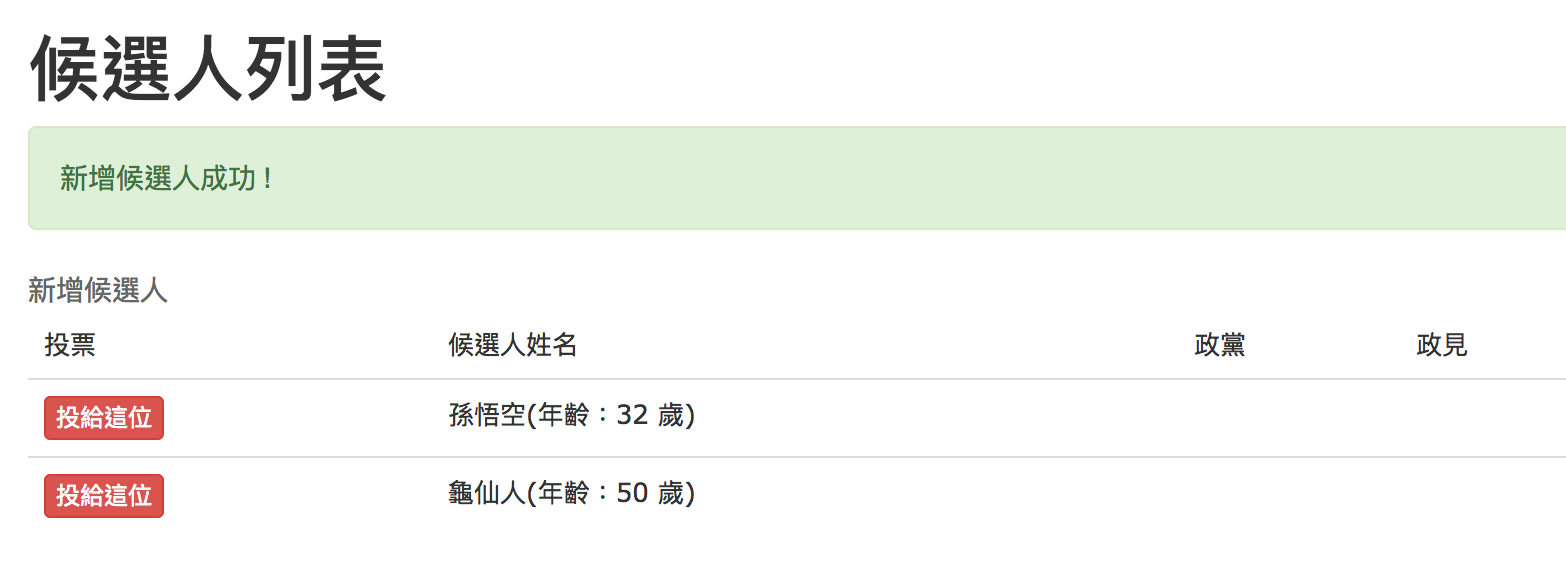 候選人列表
新增候選人成功！
新增候選人
投票 候選人姓名 政黨 政見
投給這位 孫悟空(年齡：32 歲)
投給這位 龜仙人(年齡：50 歲)